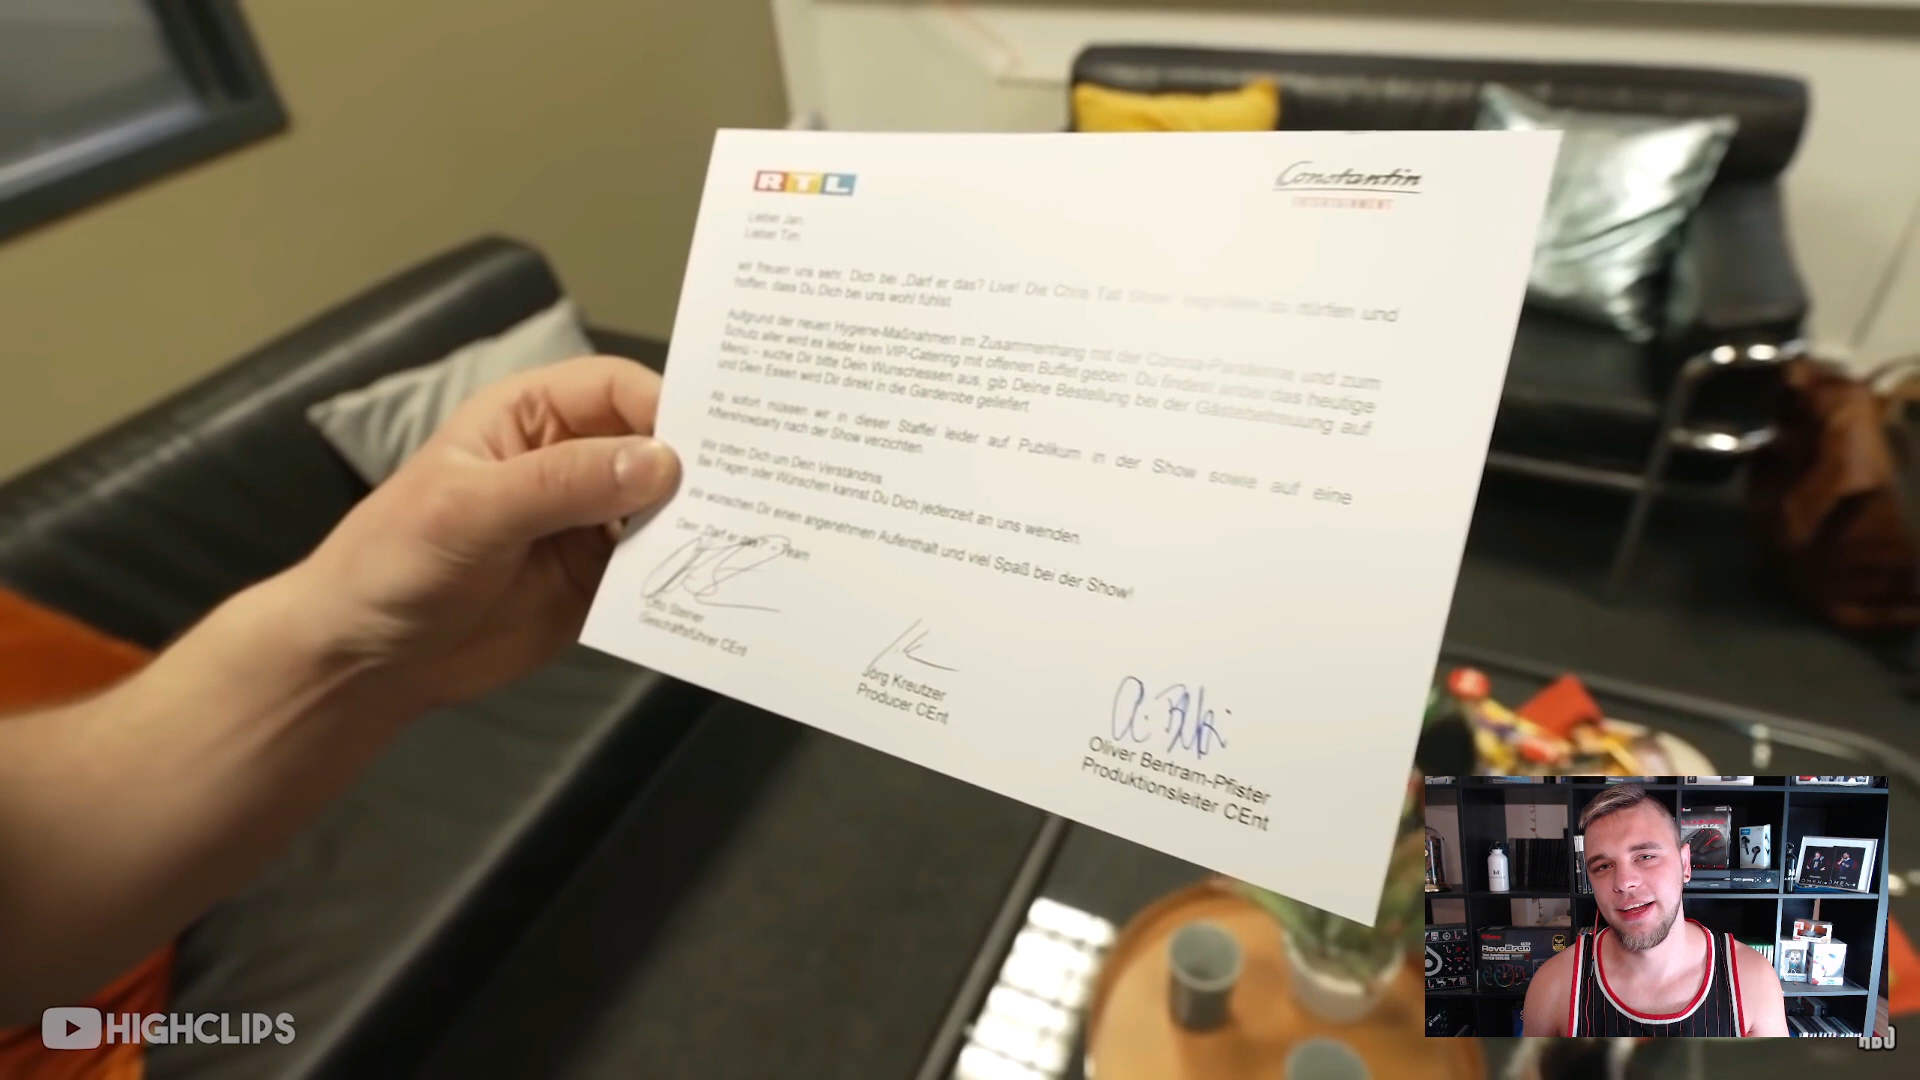 RTL
Constantin
Lieber Jan,
Lieber Tim,
wir freuen uns sehr, Dich bei „Darf er das? Live! Die Chris Tall Show“ begrüßen zu dürfen und
hoffen, dass Du Dich bei uns wohl fühlst.
Aufgrund der neuen Hygiene-Maßnahmen im Zusammenhang mit der Corona-Pandemie und zum
Schutz aller wird es leider kein VIP-Catering mit offenen Buffet geben. Du findest anbei das heutige
Menü – suche Dir bitte Dein Wunschessen aus, gib Deine Bestellung bei der Gästebetreuung auf
und Dein Essen wird Dir direkt in die Garderobe geliefert.
Ab sofort müssen wir in dieser Staffel leider auf Publikum in der Show sowie auf eine
Aftershowparty nach der Show verzichten.
Wir bitten Dich um Dein Verständnis.
Bei Fragen oder Wünschen kannst Du Dich jederzeit an uns wenden.
Wir wünschen Dir einen angenehmen Aufenthalt und viel Spaß bei der Show!
Dein „Darf er das?“ – Team
Otto Steiner
Geschäftsführer CEnt
Jörg Kreutzer
Producer CEnt
Oliver Bertram-Pfister
Produktionsleiter CEnt
RevoBron
HIGHCLIPS